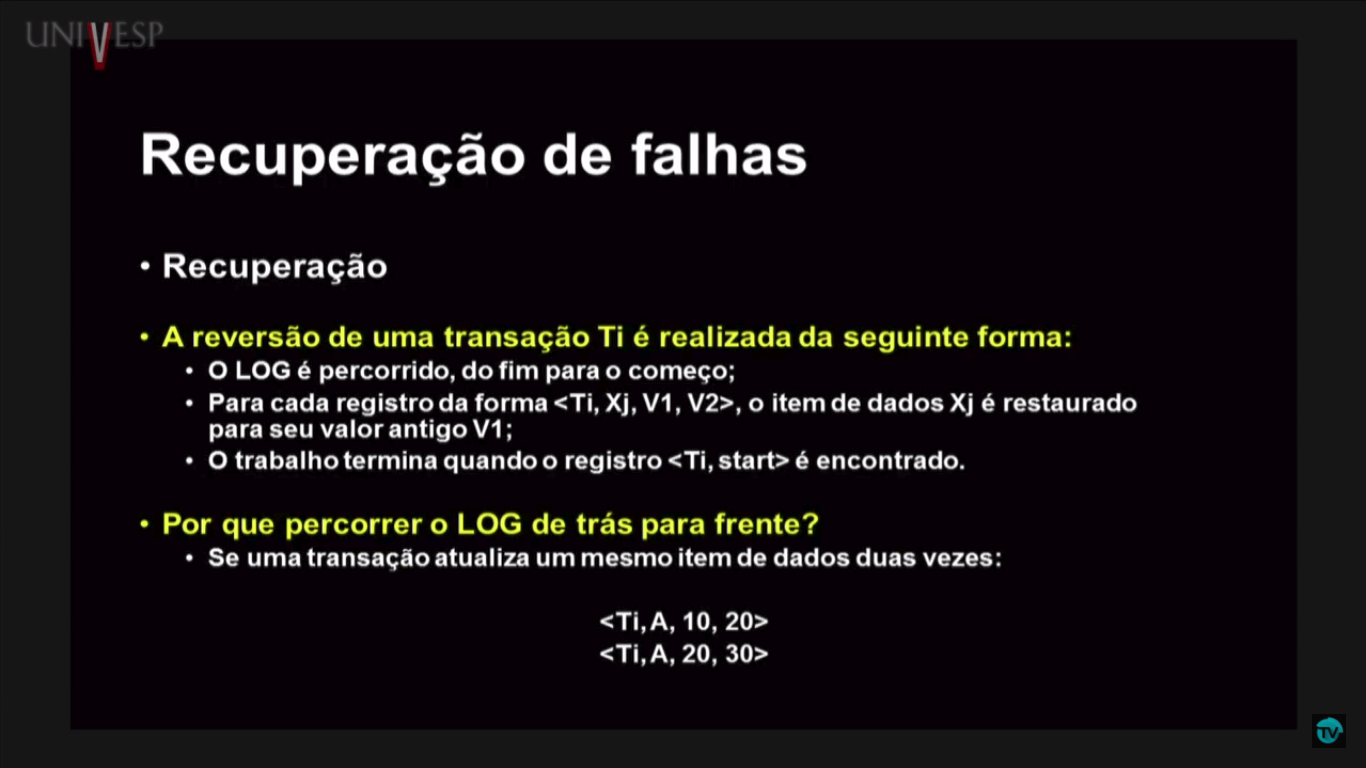 UNIVESP
Recuperação de falhas
• Recuperação
• A reversão de uma transação Ti é realizada da seguinte forma:
• O LOG é percorrido, do fim para o começo;
• Para cada registro da forma <Ti, Xj, V1, V2>, o item de dados Xj é restaurado
para seu valor antigo V1;
• O trabalho termina quando o registro <Ti, start> é encontrado.
• Por que percorrer o LOG de trás para frente?
• Se uma transação atualiza um mesmo item de dados duas vezes:
<Ti, A, 10, 20>
<Ti, A, 20, 30>
TV